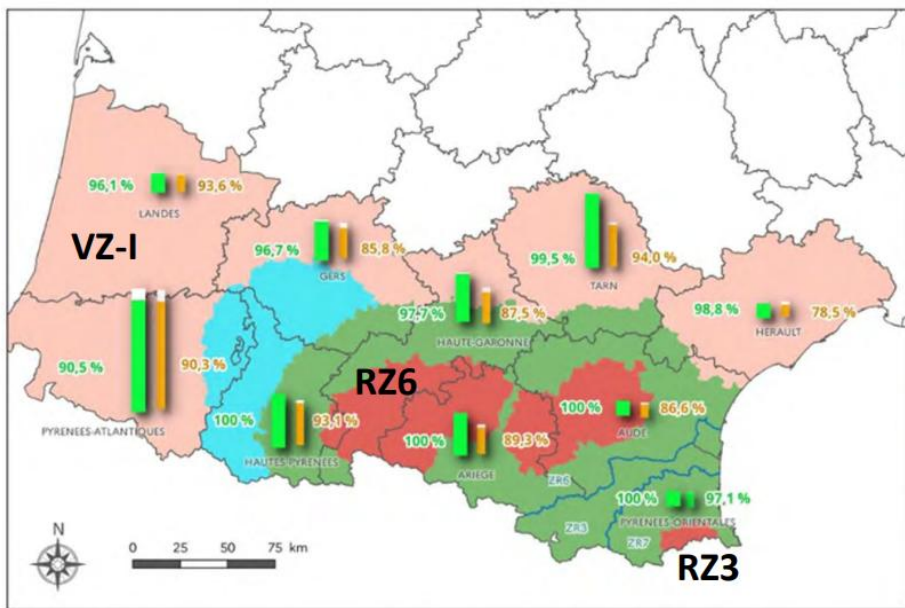 96,1 % 93,6 %
LANDES
VZ-I
96,7 % 85,8 %
GERS
99,5 % 94,0 %
TARN
97,7 % 87,5 %
HAUTE-GARONNE
98,8 % 78,5 %
HERAULT
90,5 % 90,3 %
PYRENEES-ATLANTIQUES
RZ6
100 % 93,1 %
HAUTES-PYRENEES
100 % 89,3 %
ARIEGE
100 % 86,6 %
AUDE
ZR6
100 % 97,1 %
PYRENEES-ORIENTALES
ZR3
ZR7
RZ3
N
0 25 50 75 km